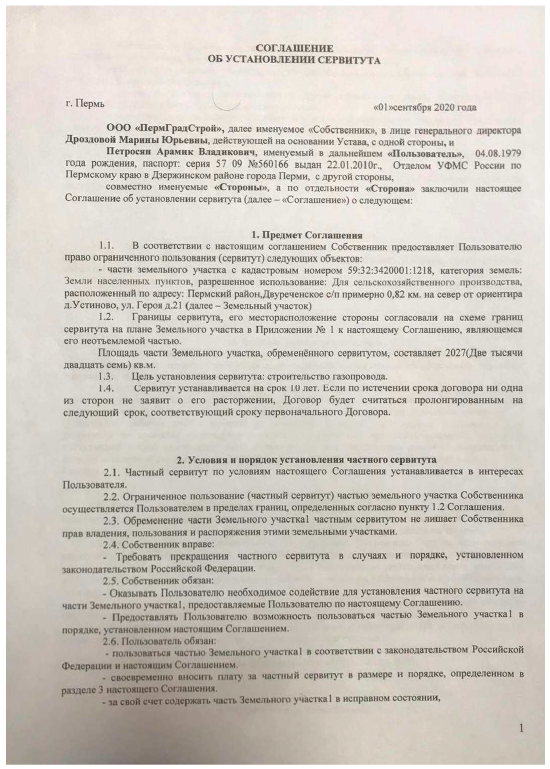 СОГЛАШЕНИЕ
ОБ УСТАНОВЛЕНИИ СЕРВИТУТА
г. Пермь «01»сентября 2020 года
ООО «ПермГрадСтрой», далее именуемое «Собственник», в лице генерального директора
Дроздовой Марины Юрьевны, действующей на основании Устава, с одной стороны, и
Петросян Арамик Владикович, именуемый в дальнейшем «Пользователь», 04.08.1979
года рождения, паспорт: серия 57 09 №560166 выдан 22.01.2010г., Отделом УФМС России по
Пермскому краю в Дзержинском районе города Перми, с другой стороны,
совместно именуемые «Стороны», а по отдельности «Сторона» заключили настоящее
Соглашение об установлении сервитута (далее – «Соглашение») о следующем:
1. Предмет Соглашения
1.1. В соответствии с настоящим соглашением Собственник предоставляет Пользователю
право ограниченного пользования (сервитут) следующих объектов:
- части земельного участка с кадастровым номером 59:32:3420001:1218, категория земель:
Земли населенных пунктов, разрешенное использование: Для сельскохозяйственного производства,
расположенный по адресу: Пермский район,Двуреченское с/п примерно 0,82 км. на север от ориентира
д.Устиново, ул. Героя д.21 (далее – Земельный участок)
1.2. Границы сервитута, его месторасположение стороны согласовали на схеме границ
сервитута на плане Земельного участка в Приложении № 1 к настоящему Соглашению, являющемся
его неотъемлемой частью.
Площадь части Земельного участка, обременённого сервитутом, составляет 2027(Две тысячи
двадцать семь) кв.м.
1.3. Цель установления сервитута: строительство газопровода.
1.4. Сервитут устанавливается на срок 10 лет. Если по истечении срока договора ни одна
из сторон не заявит о его расторжении, Договор будет считаться пролонгированным на
следующий срок, соответствующий сроку первоначального Договора.
2. Условия и порядок установления частного сервитута
2.1. Частный сервитут по условиям настоящего Соглашения устанавливается в интересах
Пользователя.
2.2. Ограниченное пользование (частный сервитут) частью земельного участка Собственника
осуществляется Пользователем в пределах границ, определенных согласно пункту 1.2 Соглашения.
2.3. Обременение части Земельного участка1 частным сервитутом не лишает Собственника
прав владения, пользования и распоряжения этими земельными участками.
2.4. Собственник вправе:
- Требовать прекращения частного сервитута в случаях и порядке, установленном
законодательством Российской Федерации.
2.5. Собственник обязан:
- Оказывать Пользователю необходимое содействие для установления частного сервитута на
части Земельного участка1, предоставляемые Пользователю по настоящему Соглашению.
- Предоставлять Пользователю возможность пользоваться частью Земельного участка1 в
порядке, установленном настоящим Соглашением.
2.6. Пользователь обязан:
- пользоваться частью Земельного участка1 в соответствии с законодательством Российской
Федерации и настоящим Соглашением.
- своевременно вносить плату за частный сервитут в размере и порядке, определенном в
разделе 3 настоящего Соглашения.
- за свой счет содержать часть Земельного участка1 в исправном состоянии,
1